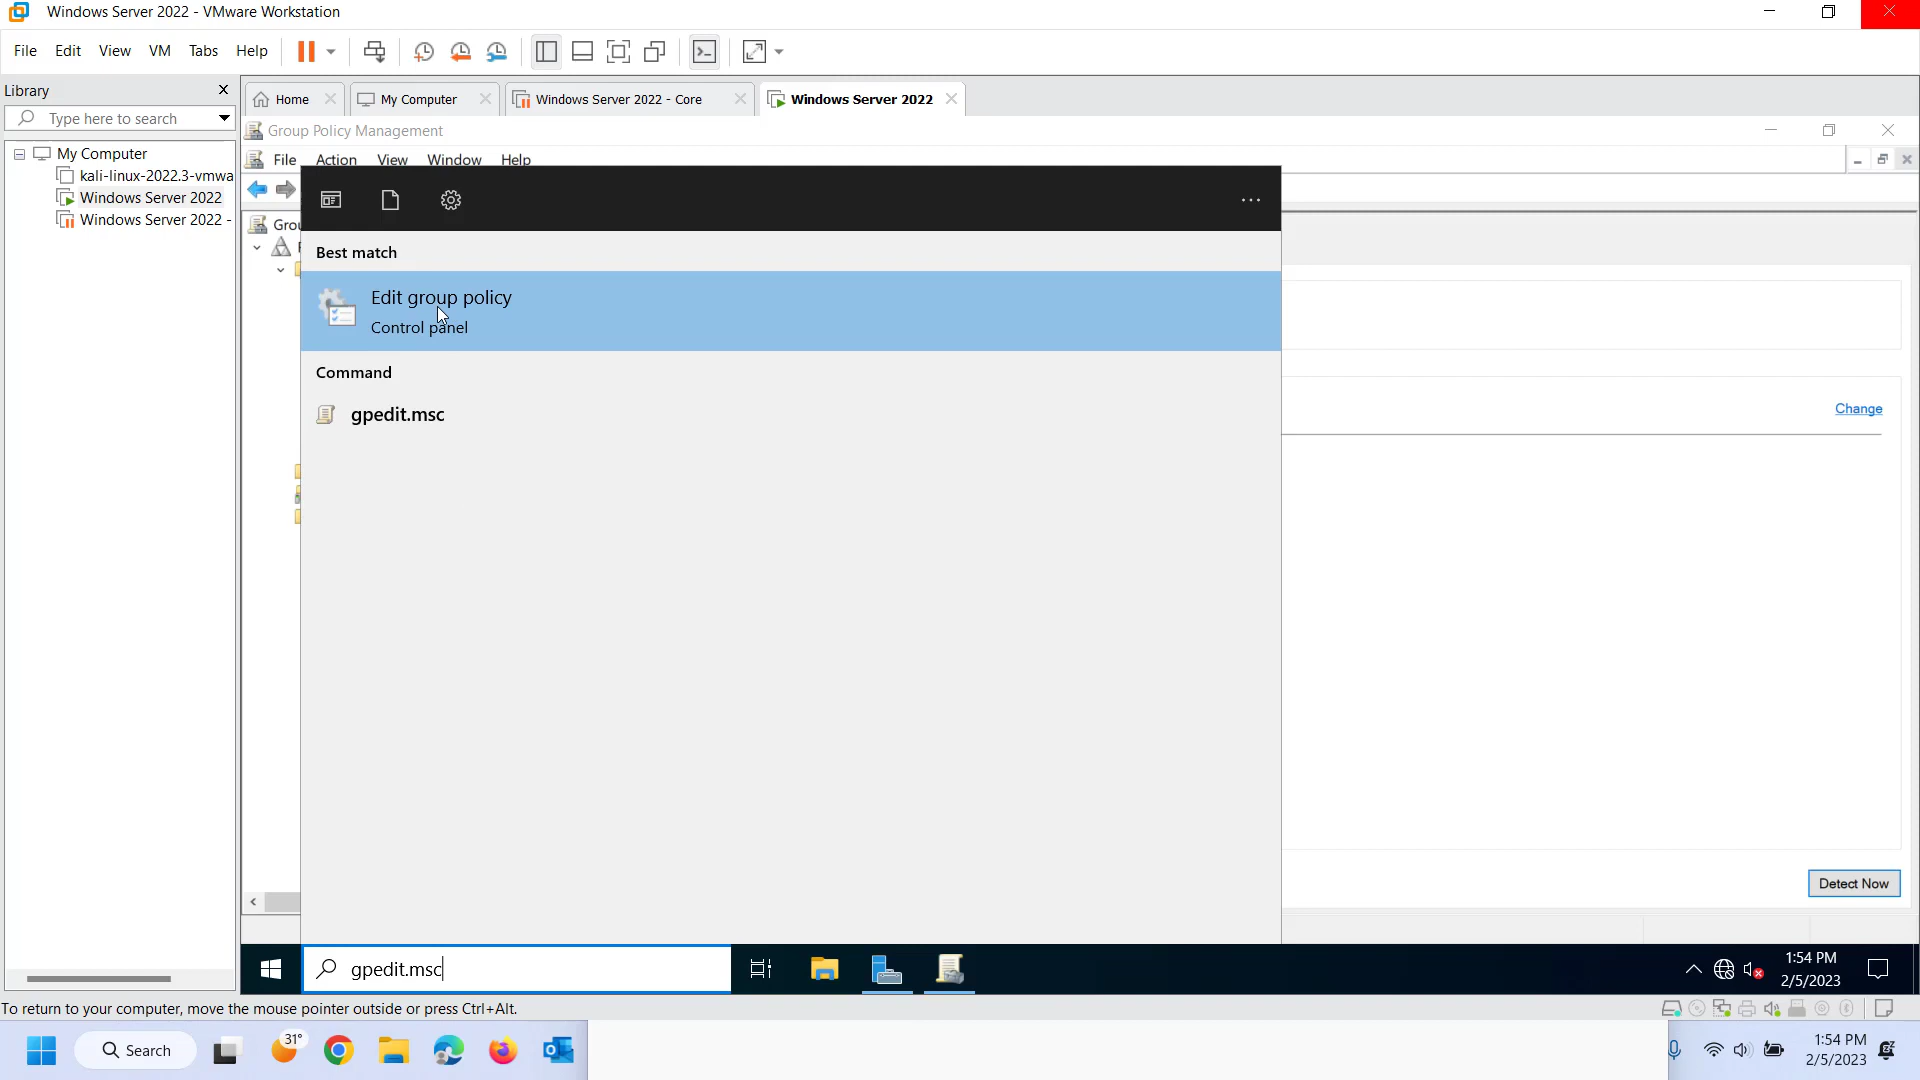 Windows Server 2022 - VMware Workstation
File Edit View VM Tabs Help
Library
Type here to search
My Computer
kali-linux-2022.3-vmwa
Windows Server 2022
Windows Server 2022 -
Home
My Computer
Windows Server 2022 - Core
Windows Server 2022
Group Policy Management
File Action View Window Help
Grou
Best match
Edit group policy
Control panel
Command
gpedit.msc
Change
Detect Now
gpedit.msc
1:54 PM
2/5/2023
To return to your computer, move the mouse pointer outside or press Ctrl+Alt.
Search
31°
1:54 PM
2/5/2023